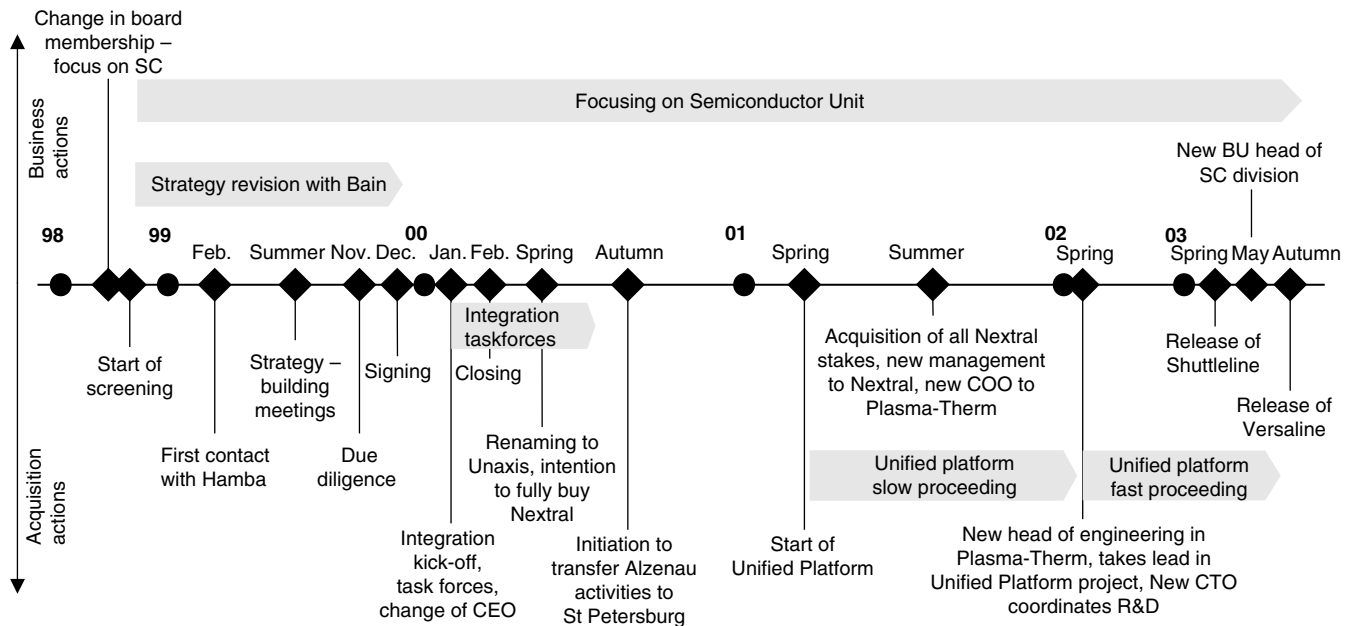 Change in board
membership –
focus on SC
Business
actions
Focusing on Semiconductor Unit
New BU head of
SC division
Strategy revision with Bain
98
99
00
01
02
03
Feb.
Summer
Nov.
Dec.
Jan.
Feb.
Spring
Autumn
Spring
Summer
Spring
Spring
May
Autumn
Integration
taskforces
Start of
screening
Strategy –
building
meetings
Signing
Closing
Acquisition of all Nextral
stakes, new management
to Nextral, new COO to
Plasma-Therm
Release of
Shuttleline
Release of
Versaline
Acquisition
actions
First contact
with Hamba
Due
diligence
Renaming to
Unaxis, intention
to fully buy
Nextral
Unified platform
slow proceeding
Unified platform
fast proceeding
Integration
kick-off,
task forces,
change of CEO
Initiation to
transfer Alzenau
activities to
St Petersburg
Start of
Unified Platform
New head of engineering in
Plasma-Therm, takes lead in
Unified Platform project, New CTO
coordinates R&D